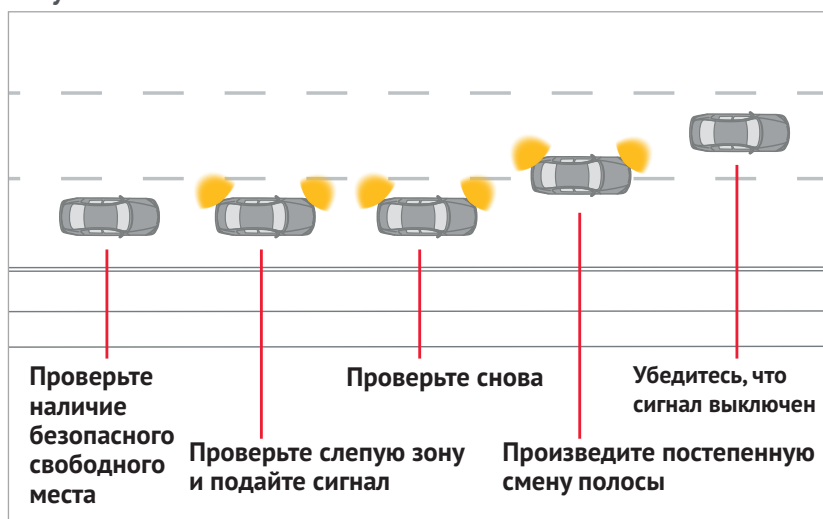 Проверьте
наличие
безопасного
свободного
места
Проверьте слепую зону
и подайте сигнал
Проверьте снова
Произведите постепенную
смену полосы
Убедитесь, что
сигнал выключен